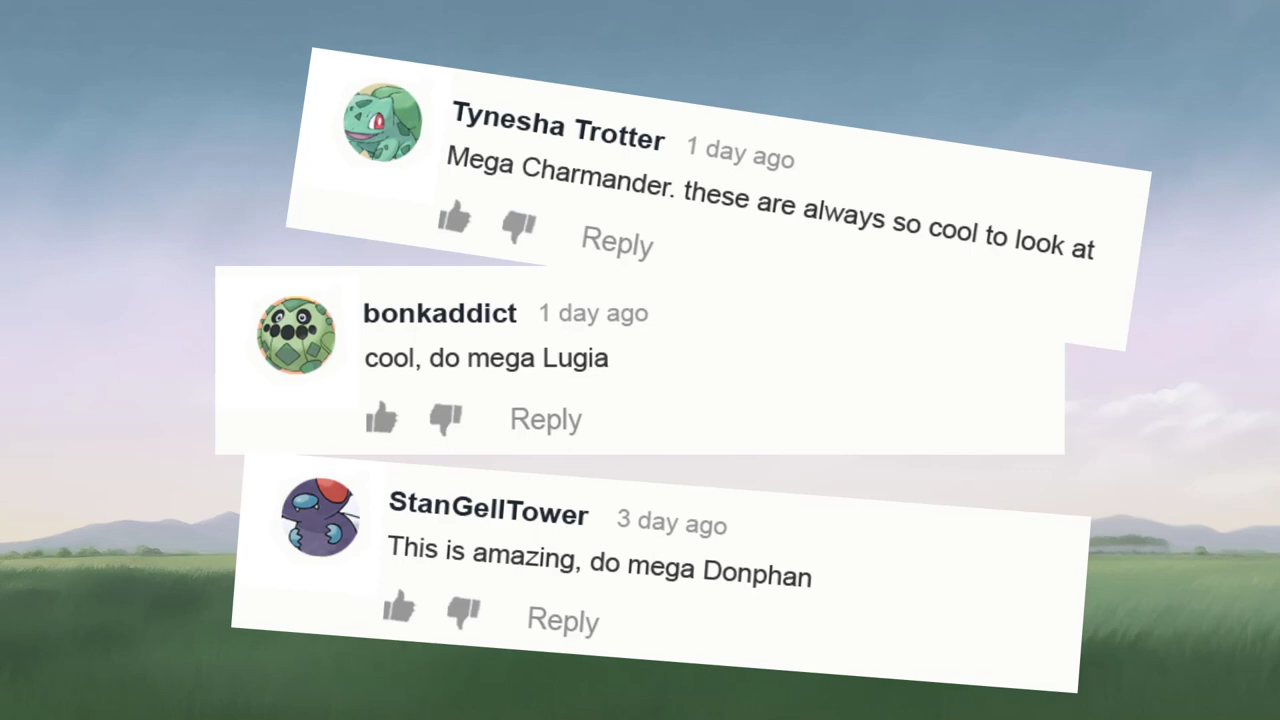 Tynesha Trotter 1 day ago
Mega Charmander. these are always so cool to look at
Reply
bonkaddict 1 day ago
cool, do mega Lugia
Reply
StanGellTower 3 day ago
This is amazing, do mega Donphan
Reply